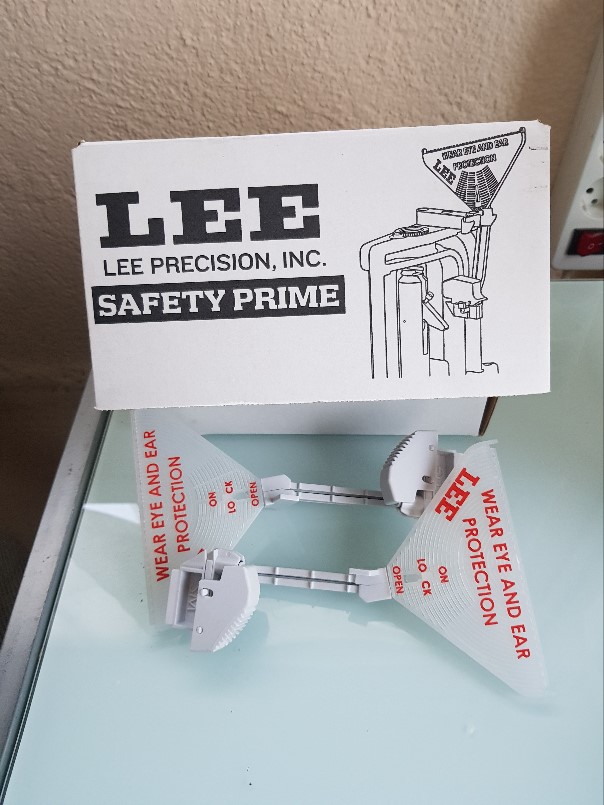 LEE
LEE PRECISION, INC.
SAFETY PRIME
WEAR EYE AND EAR
PROTECTION
LEE
WEAR EYE AND EAR
PROTECTION
ON
LO CK
OPEN
LEE
WEAR EYE AND EAR
PROTECTION
ON
LO CK
OPEN